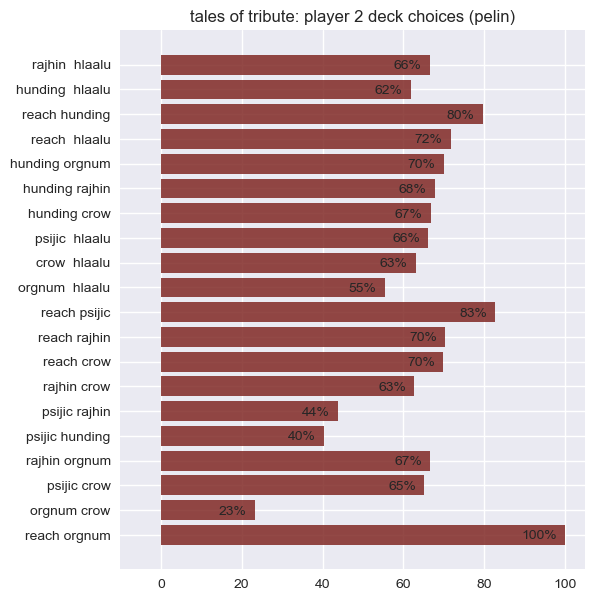 tales of tribute: player 2 deck choices (pelin)
rajhin  hlaalu 66%
hunding  hlaalu 62%
reach hunding 80%
reach  hlaalu 72%
hunding orgnum 70%
hunding rajhin 68%
hunding crow 67%
psijic  hlaalu 66%
crow  hlaalu 63%
orgnum  hlaalu 55%
reach psijic 83%
reach rajhin 70%
reach crow 70%
rajhin crow 63%
psijic rajhin 44%
psijic hunding 40%
rajhin orgnum 67%
psijic crow 65%
orgnum crow 23%
reach orgnum 100%
0 20 40 60 80 100